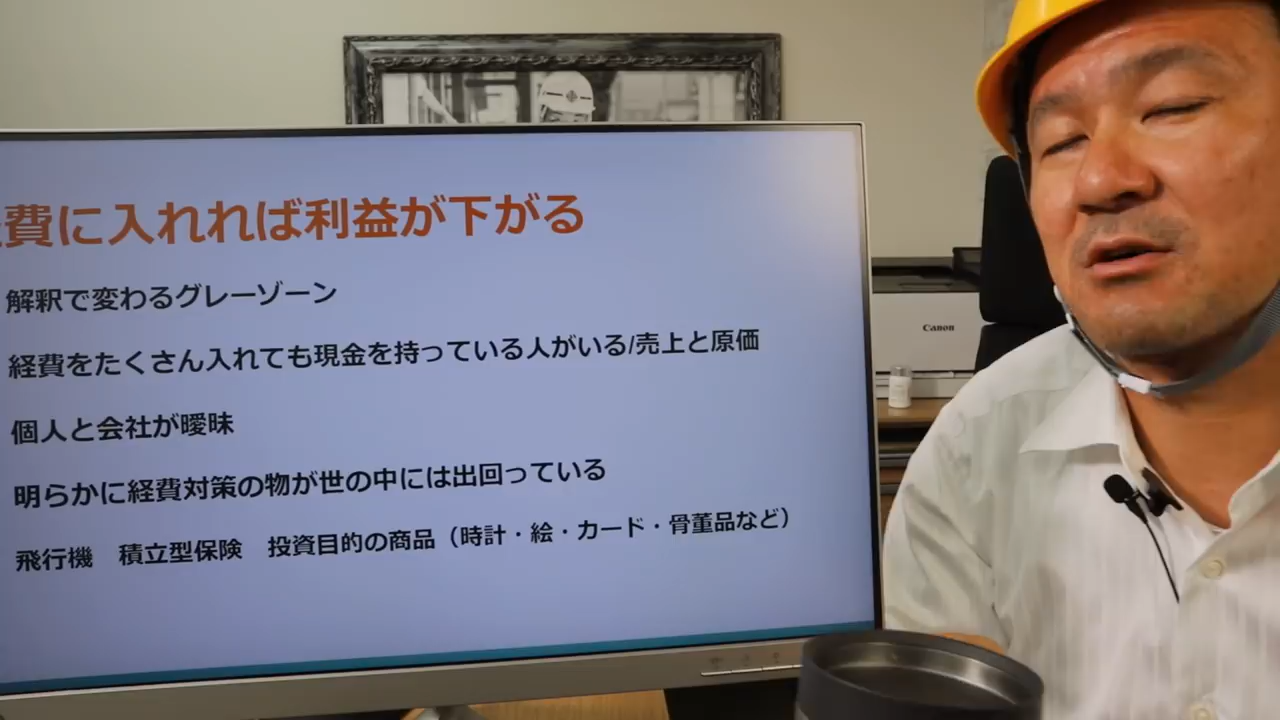 費に入れれば利益が下がる
解釈で変わるグレーゾーン
経費をたくさん入れても現金を持っている人がいる/売上と原価
個人と会社が曖昧
明らかに経費対策の物が世の中には出回っている
飛行機 積立型保険 投資目的の商品（時計・絵・カード・骨董品など）
Canon